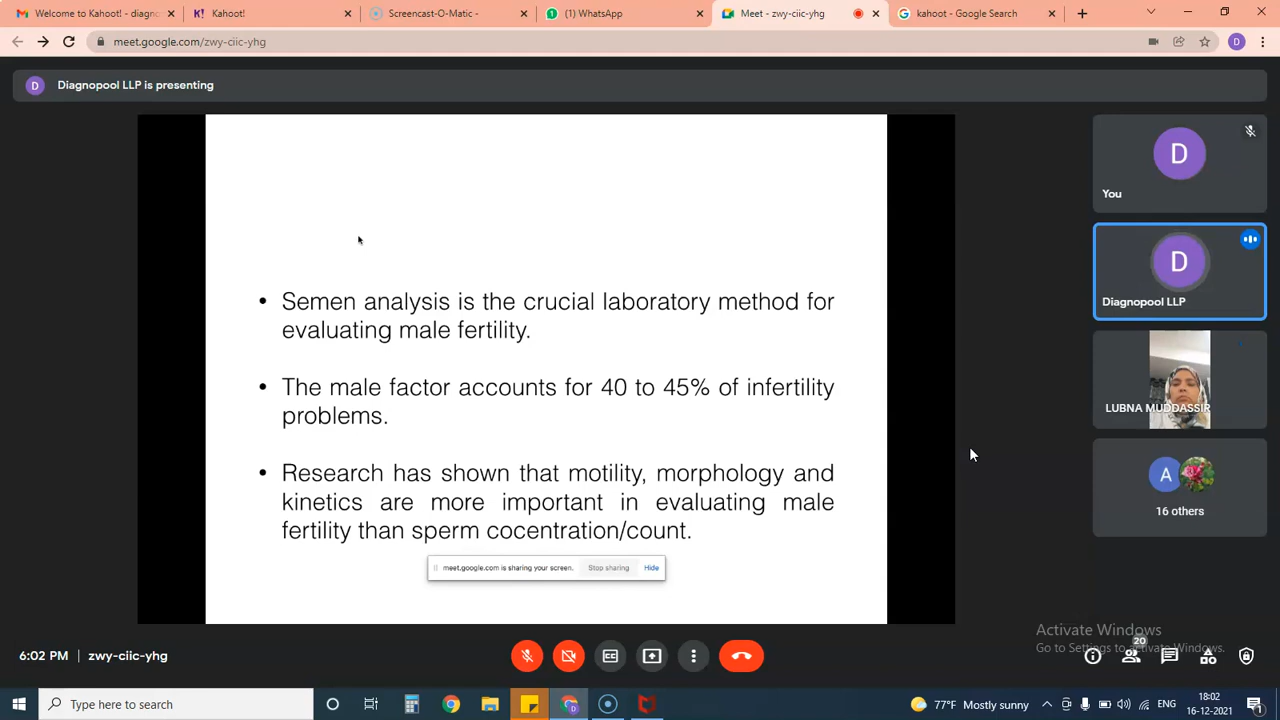 Welcome to Kahoot! - diagno
Kahoot!
Screencast-O-Matic -
(1) WhatsApp
Meet - zwy-ciic-yhg
kahoot - Google Search
meet.google.com/zwy-ciic-yhg
D
D
Diagnopool LLP is presenting
D
You
• Semen analysis is the crucial laboratory method for
evaluating male fertility.
• The male factor accounts for 40 to 45% of infertility
problems.
• Research has shown that motility, morphology and
kinetics are more important in evaluating male
fertility than sperm cocentration/count.
meet.google.com is sharing your screen.
Stop sharing
Hide
D
Diagnopool LLP
LUBNA MUDDASSIR
A
16 others
Activate Windows
Go to Settings to activate Windows.
6:02 PM | zwy-ciic-yhg
20
Type here to search
77°F Mostly sunny
ENG
18:02
16-12-2021